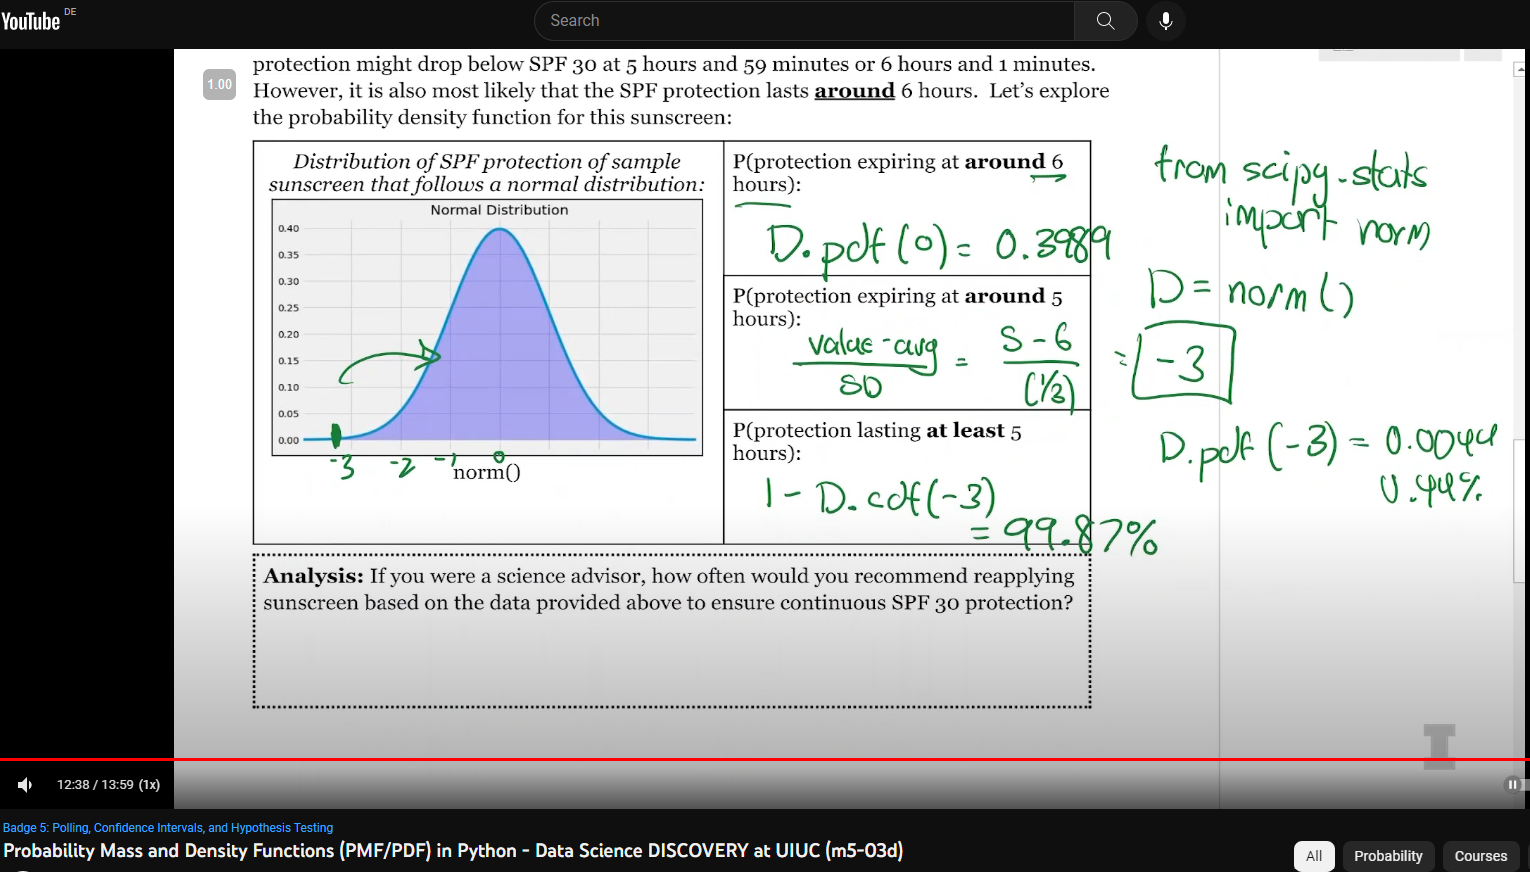 YouTube DE
Search
1.00
protection might drop below SPF 30 at 5 hours and 59 minutes or 6 hours and 1 minutes.
However, it is also most likely that the SPF protection lasts around 6 hours. Let's explore
the probability density function for this sunscreen:
Distribution of SPF protection of sample
sunscreen that follows a normal distribution:
Normal Distribution
0.40
0.35
0.30
0.25
0.20
0.15
0.10
0.05
0.00
-3 -2 -1 0
norm()
P(protection expiring at around 6
hours):
D.pdf(0) = 0.3989
P(protection expiring at around 5
hours):
value - avg / SD = 5 - 6 / (1/3) = -3
P(protection lasting at least 5
hours):
1 - D.cdf(-3)
= 99.87%
from scipy.stats
import norm
D = norm()
D.pdf(-3) = 0.0044
0.44%
Analysis: If you were a science advisor, how often would you recommend reapplying
sunscreen based on the data provided above to ensure continuous SPF 30 protection?
I
12:38 / 13:59 (1x)
Badge 5: Polling, Confidence Intervals, and Hypothesis Testing
Probability Mass and Density Functions (PMF/PDF) in Python - Data Science DISCOVERY at UIUC (m5-03d)
All Probability Courses